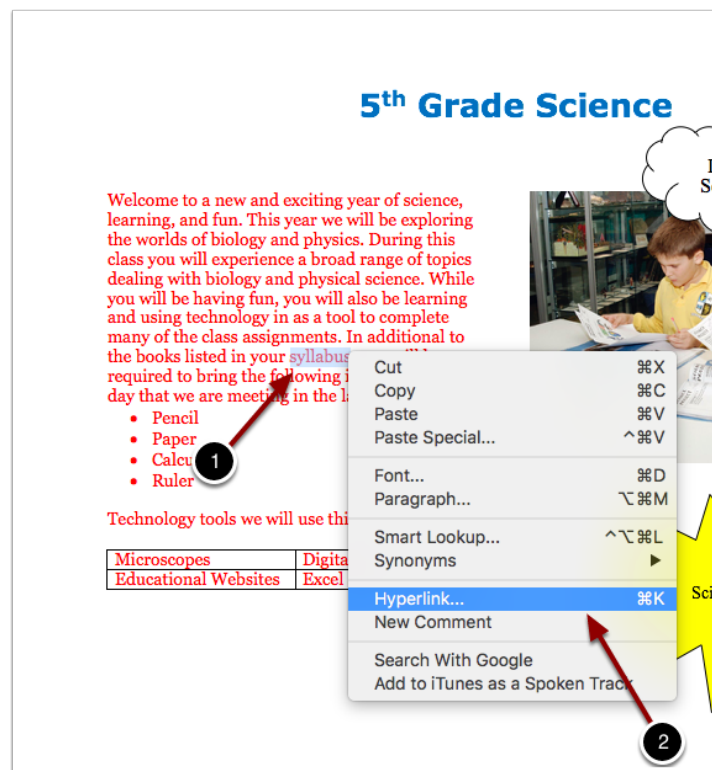 5th Grade Science
Welcome to a new and exciting year of science,
learning, and fun. This year we will be exploring
the worlds of biology and physics. During this
class you will experience a broad range of topics
dealing with biology and physical science. While
you will be having fun, you will also be learning
and using technology in as a tool to complete
many of the class assignments. In additional to
the books listed in your syllabus
required to bring the following
day that we are meeting in the
• Pencil
• Paper
• 
• Ruler
Technology tools we will use
Microscopes
Educational Websites Excel
1
Cut ⌘X
Copy ⌘C
Paste ⌘V
Paste Special... ^⌘V
Font... ⌘D
Paragraph... ⌥⌘M
Smart Lookup... ^⌥⌘L
Synonyms ▶
Hyperlink... ⌘K
New Comment
Search With Google
Add to iTunes as a Spoken Track
2